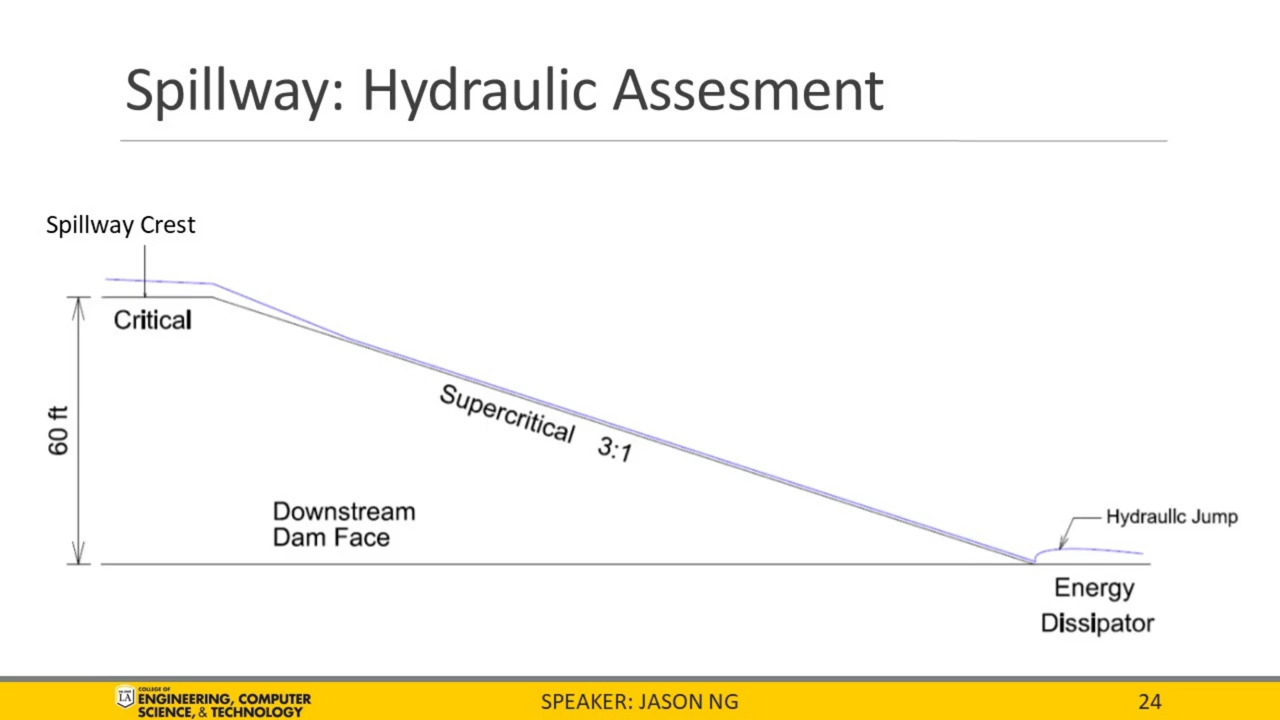 Spillway: Hydraulic Assesment
Spillway Crest
Critical
60 ft
Supercritical 3:1
Downstream
Dam Face
Hydraulic Jump
Energy
Dissipator
LA
COLLEGE OF
ENGINEERING, COMPUTER
SCIENCE, & TECHNOLOGY
SPEAKER: JASON NG
24